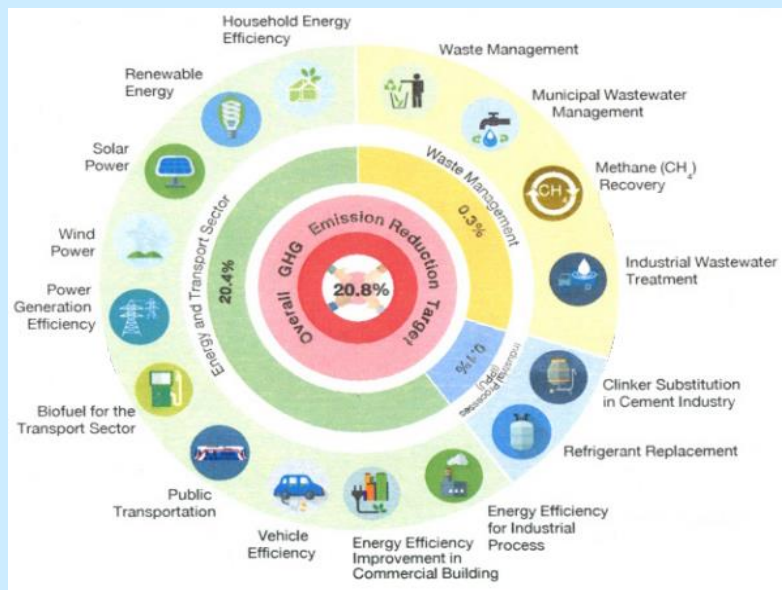 Household Energy
Efficiency
Renewable
Energy
Solar
Power
Wind
Power
Power
Generation
Efficiency
Biofuel for the
Transport Sector
Public
Transportation
Vehicle
Efficiency
Energy Efficiency
Improvement in
Commercial Building
Energy Efficiency
for Industrial
Process
Refrigerant Replacement
Clinker Substitution
in Cement Industry
Industrial Wastewater
Treatment
Methane (CH₄)
Recovery
Municipal Wastewater
Management
Waste Management
CH₄
Energy and Transport Sector
20.4%
Waste Management
0.3%
Industrial Processes
(IPPU)
0.1%
Overall GHG Emission Reduction Target
20.8%